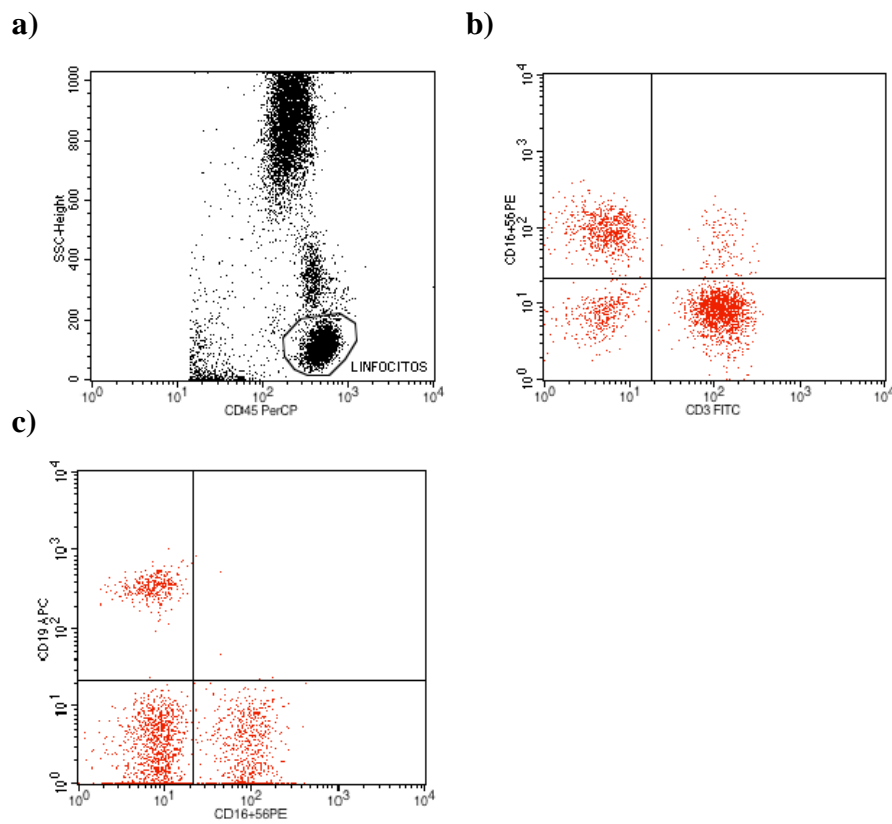 a)
SSC-Height
0 200 400 600 800 1000
10^0 10^1 10^2 10^3 10^4
CD45 PerCP
LINFOCITOS
b)
CD16+56PE
10^0 10^1 10^2 10^3 10^4
10^0 10^1 10^2 10^3 10^4
CD3 FITC
c)
CD19 APC
10^0 10^1 10^2 10^3 10^4
10^0 10^1 10^2 10^3 10^4
CD16+56PE